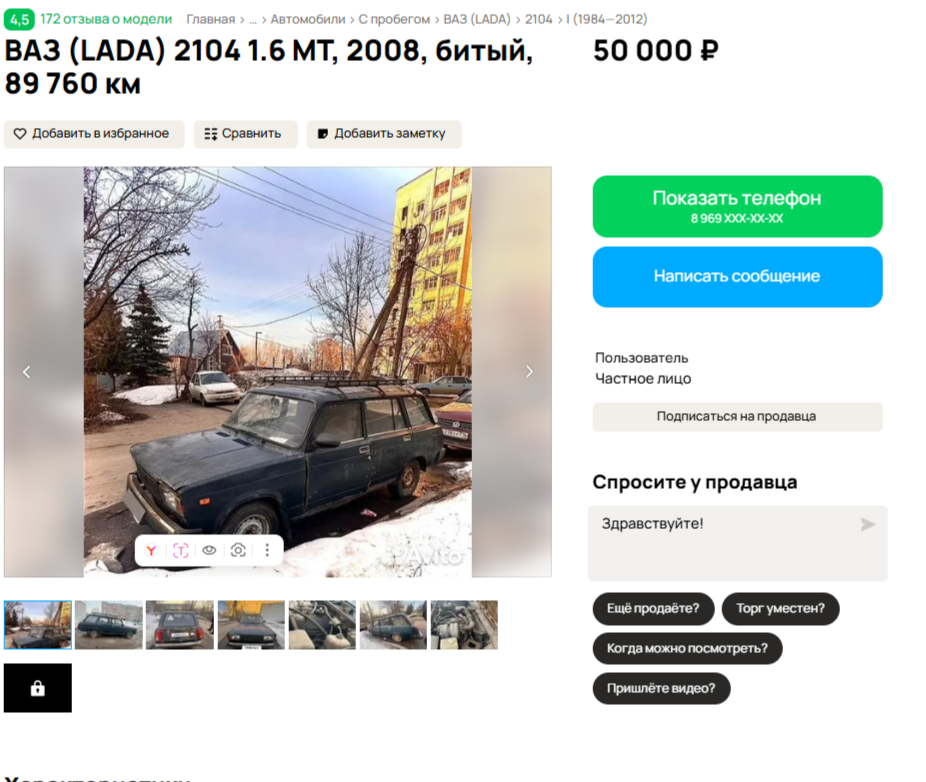 4,5 172 отзыва о модели Главная › ... › Автомобили › С пробегом › ВАЗ (LADA) › 2104 › I (1984—2012)
ВАЗ (LADA) 2104 1.6 МТ, 2008, битый,
89 760 км
50 000 ₽
Добавить в избранное Сравнить Добавить заметку
Показать телефон
8 969 XXX-XX-XX
Написать сообщение
Пользователь
Частное лицо
Подписаться на продавца
Спросите у продавца
Здравствуйте!
Ещё продаёте? Торг уместен?
Когда можно посмотреть?
Пришлёте видео?
Avito
Характеристики